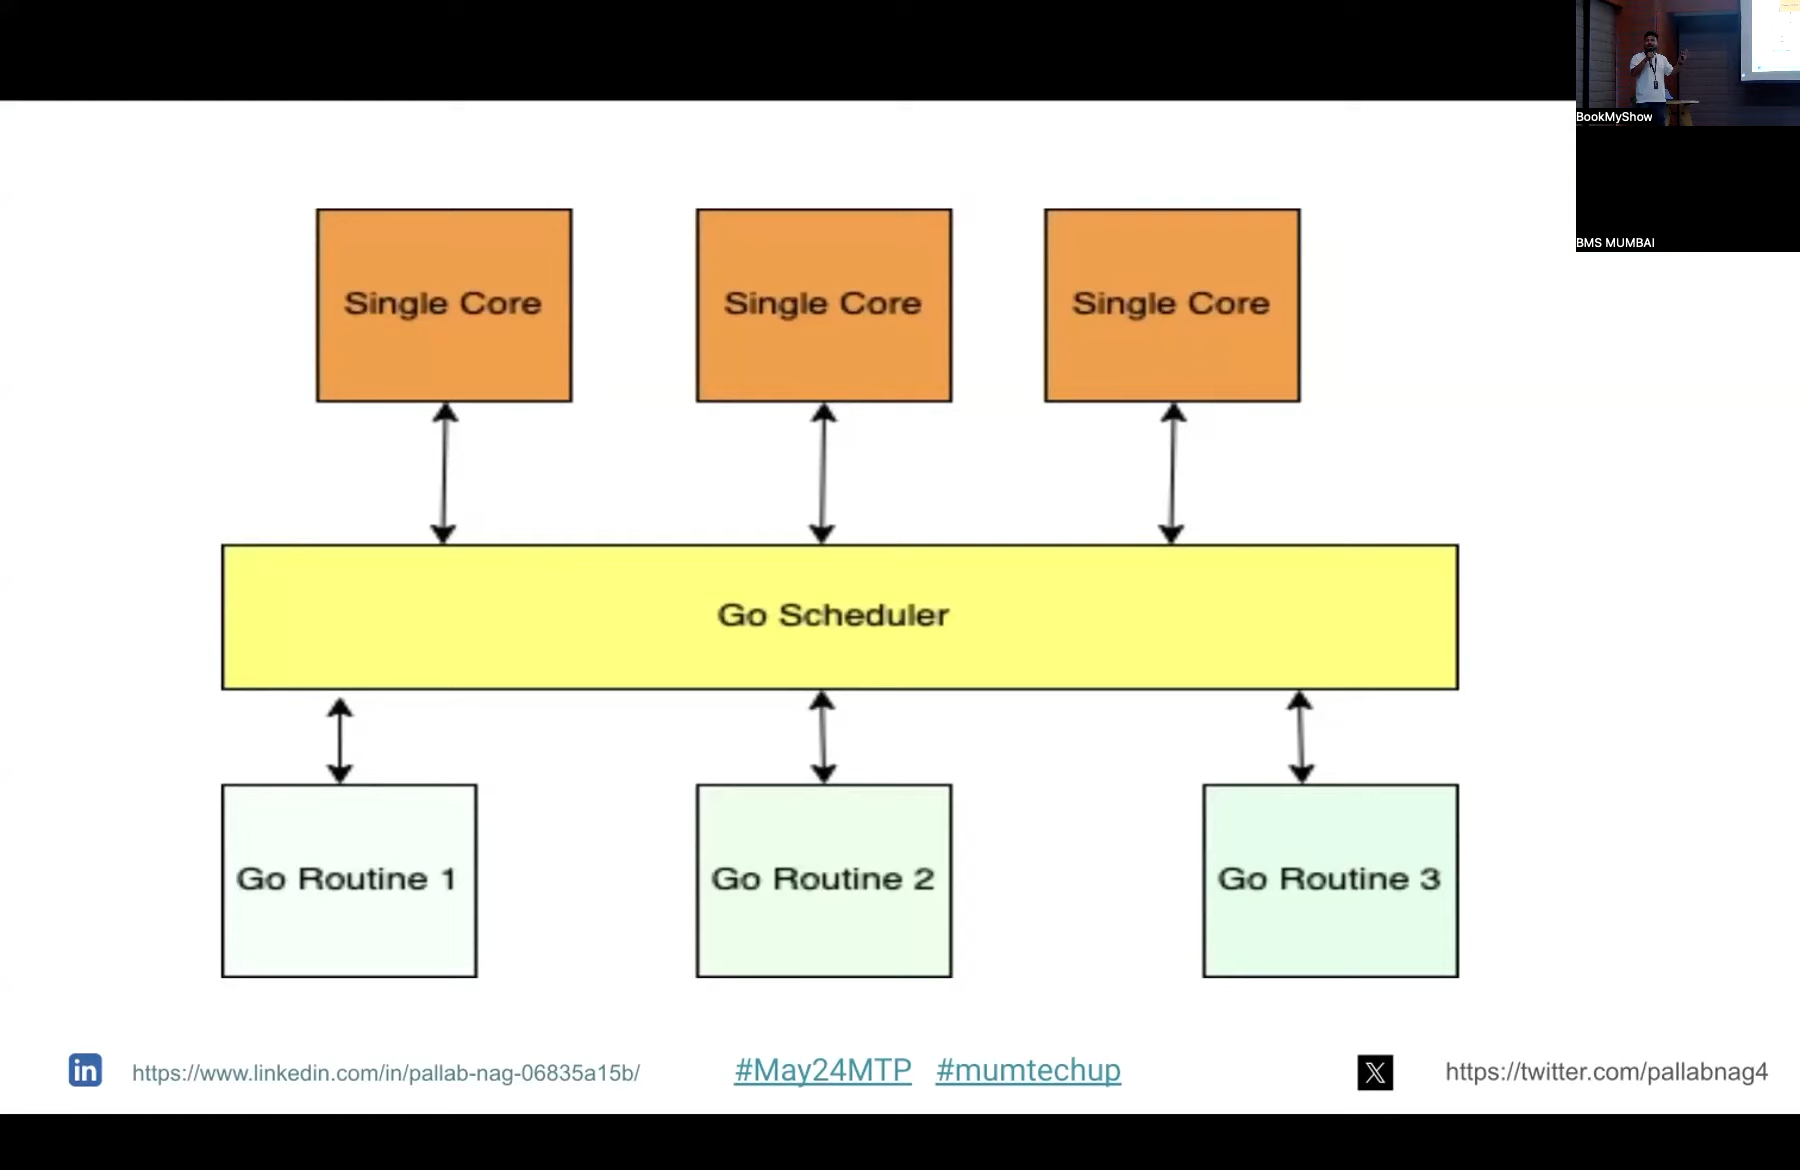 BookMyShow
BMS MUMBAI
Single Core
Single Core
Single Core
Go Scheduler
Go Routine 1
Go Routine 2
Go Routine 3
in
https://www.linkedin.com/in/pallab-nag-06835a15b/
#May24MTP #mumtechup
X
https://twitter.com/pallabnag4